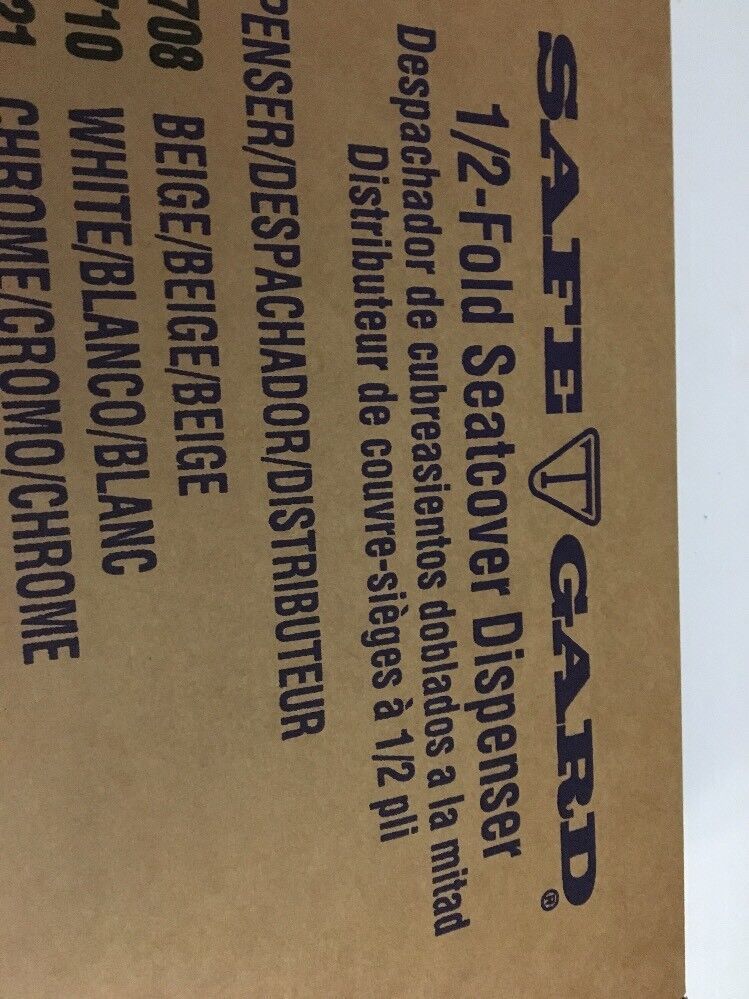 SAFE T GARD®
1/2-Fold Seatcover Dispenser
Despachador de cubreasientos doblados a la mitad
Distributeur de couvre-sièges à 1/2 pli
PENSER/DESPACHADOR/DISTRIBUTEUR
708 BEIGE/BEIGE/BEIGE
710 WHITE/BLANCO/BLANC
21 CHROME/CROMO/CHROME